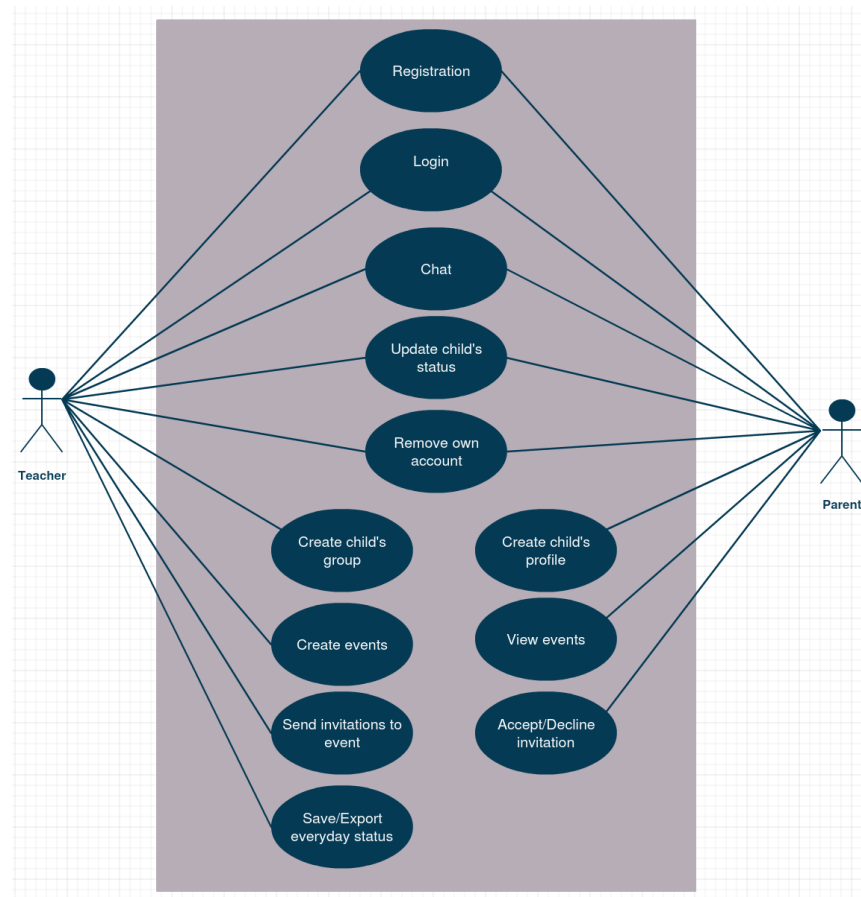 Registration
Login
Chat
Update child's
status
Remove own
account
Teacher
Parent
Create child's
group
Create child's
profile
Create events
View events
Send invitations to
event
Accept/Decline
invitation
Save/Export
everyday status